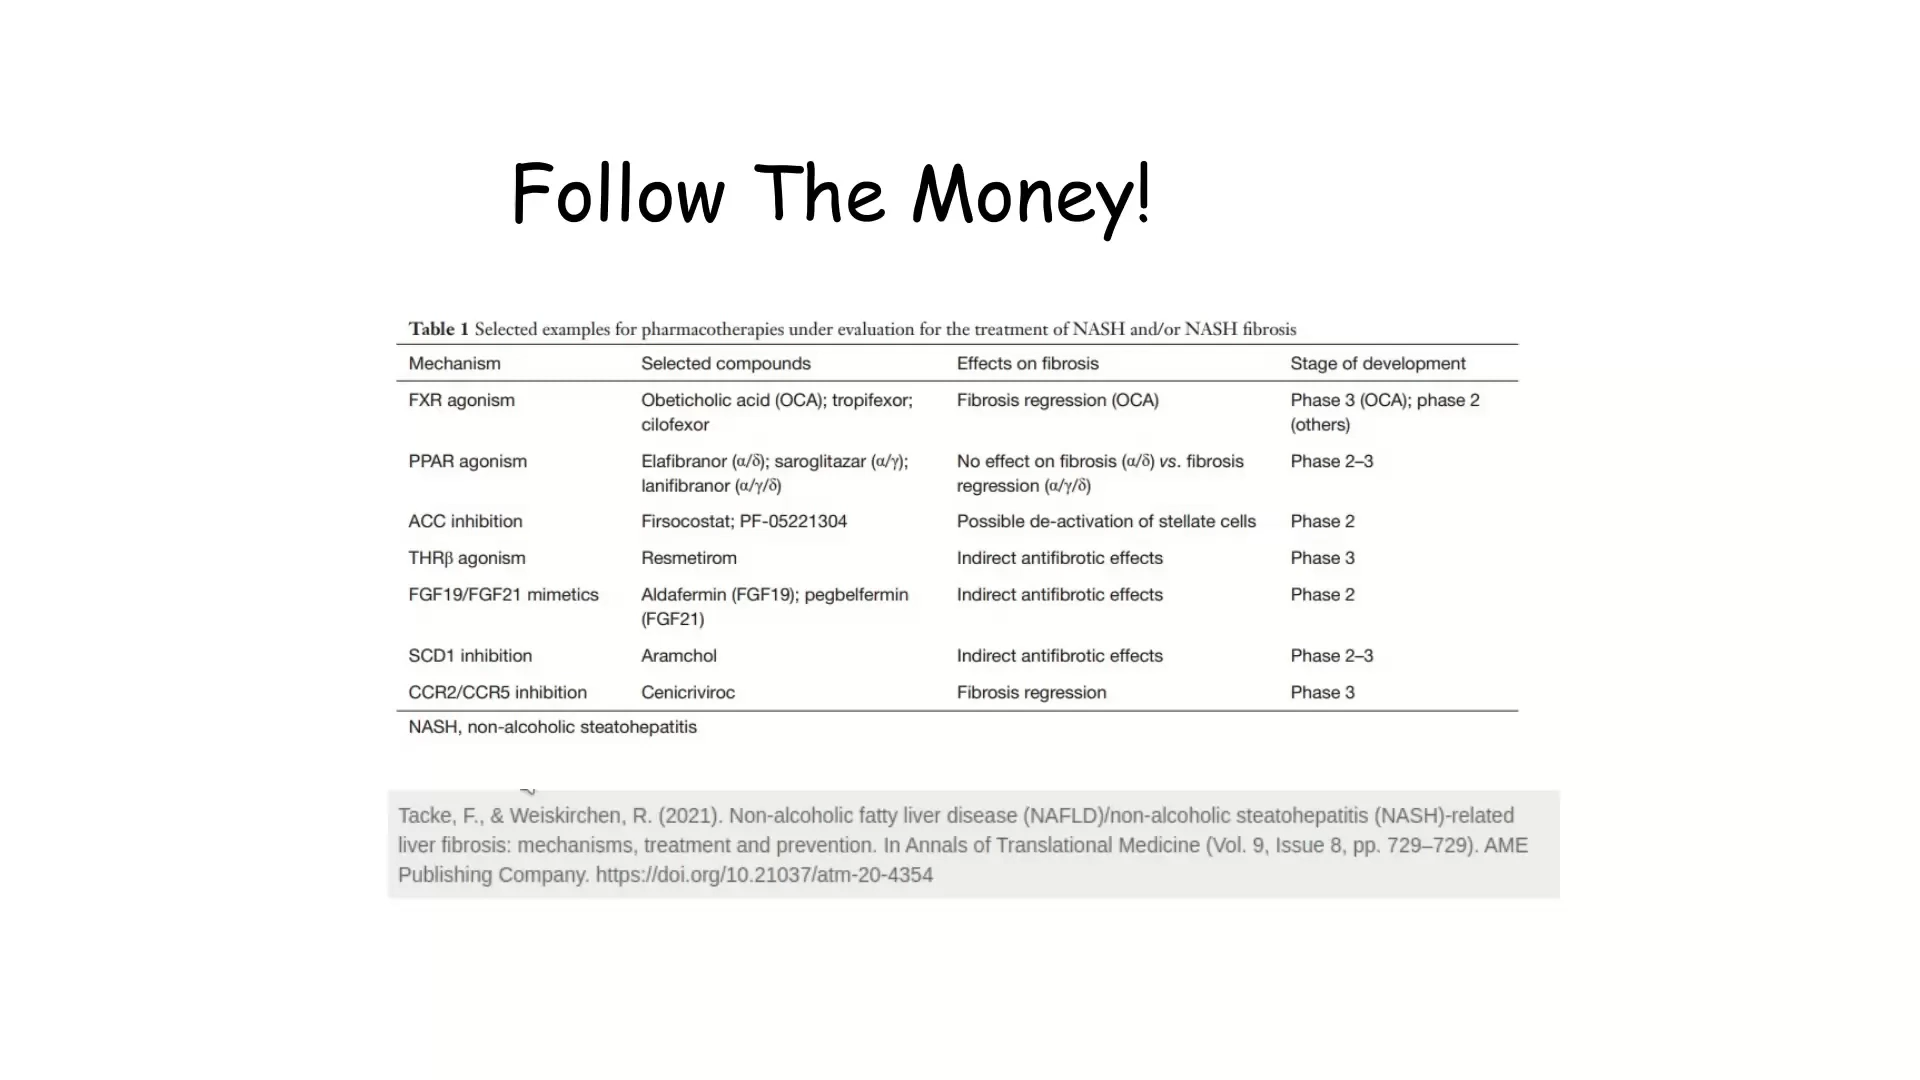 Follow The Money!
Table 1 Selected examples for pharmacotherapies under evaluation for the treatment of NASH and/or NASH fibrosis
Mechanism Selected compounds Effects on fibrosis Stage of development
FXR agonism Obeticholic acid (OCA); tropifexor; Fibrosis regression (OCA) Phase 3 (OCA); phase 2
cilofexor (others)
PPAR agonism Elafibranor (α/δ); saroglitazar (α/γ); No effect on fibrosis (α/δ) vs. fibrosis Phase 2–3
lanifibranor (α/γ/δ) regression (α/γ/δ)
ACC inhibition Firsocostat; PF-05221304 Possible de-activation of stellate cells Phase 2
THRβ agonism Resmetirom Indirect antifibrotic effects Phase 3
FGF19/FGF21 mimetics Aldafermin (FGF19); pegbelfermin Indirect antifibrotic effects Phase 2
(FGF21)
SCD1 inhibition Aramchol Indirect antifibrotic effects Phase 2–3
CCR2/CCR5 inhibition Cenicriviroc Fibrosis regression Phase 3
NASH, non-alcoholic steatohepatitis
Tacke, F., & Weiskirchen, R. (2021). Non-alcoholic fatty liver disease (NAFLD)/non-alcoholic steatohepatitis (NASH)-related
liver fibrosis: mechanisms, treatment and prevention. In Annals of Translational Medicine (Vol. 9, Issue 8, pp. 729–729). AME
Publishing Company. https://doi.org/10.21037/atm-20-4354